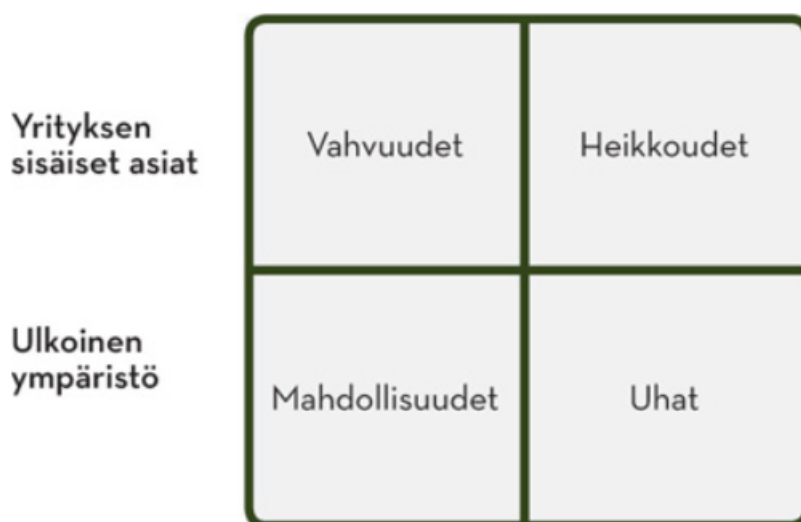 Yrityksen
sisäiset asiat
Vahvuudet
Heikkoudet
Ulkoinen
ympäristö
Mahdollisuudet
Uhat